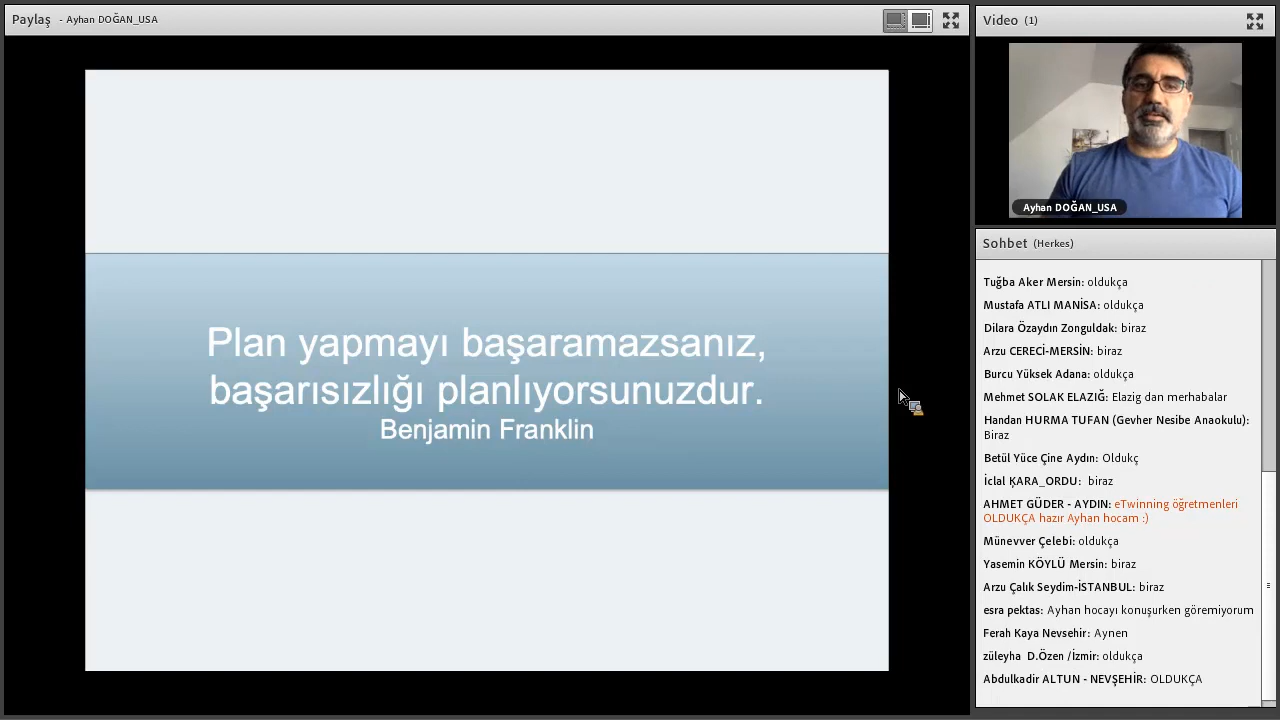 Paylaş - Ayhan DOĞAN_USA
Plan yapmayı başaramazsanız,
başarısızlığı planlıyorsunuzdur.
Benjamin Franklin
Video (1)
Ayhan DOĞAN_USA
Sohbet (Herkes)
Tuğba Aker Mersin: oldukça
Mustafa ATLI MANİSA: oldukça
Dilara Özaydın Zonguldak: biraz
Arzu CERECİ-MERSİN: biraz
Burcu Yüksek Adana: oldukça
Mehmet SOLAK ELAZIĞ: Elazig dan merhabalar
Handan HURMA TUFAN (Gevher Nesibe Anaokulu):
Biraz
Betül Yüce Çine Aydın: Oldukç
İclal ĶARA_ORDU: biraz
AHMET GÜDER - AYDIN: eTwinning öğretmenleri
OLDUKÇA hazır Ayhan hocam :)
Münevver Çelebi: oldukça
Yasemin KÖYLÜ Mersin: biraz
Arzu Çalık Seydim-İSTANBUL: biraz
esra pektas: Ayhan hocayı konuşurken göremiyorum
Ferah Kaya Nevsehir: Aynen
züleyha D.Özen /İzmir: oldukça
Abdulkadir ALTUN - NEVŞEHİR: OLDUKÇA